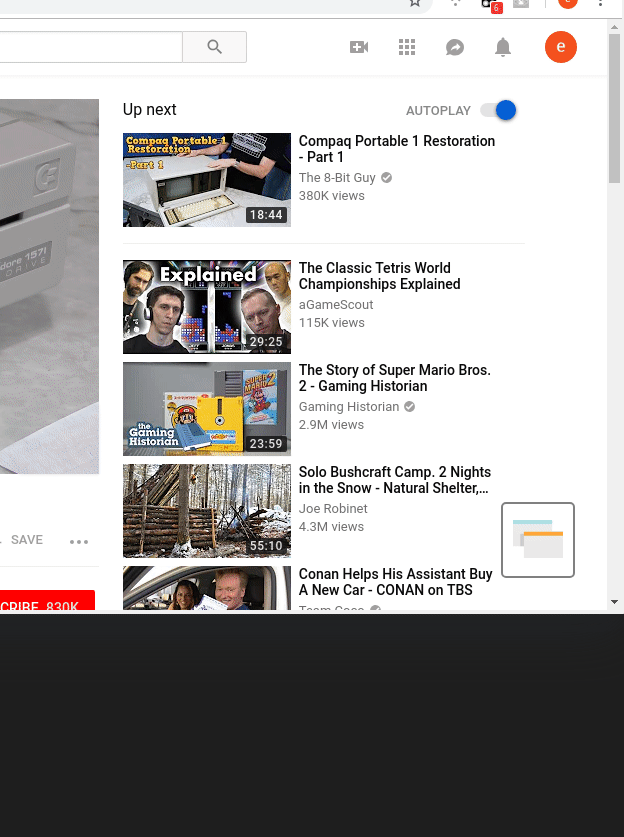 6
e
Up next
AUTOPLAY
Compaq Portable 1
Restoration
-Part 1
18:44
Compaq Portable 1 Restoration
- Part 1
The 8-Bit Guy
380K views
1571
DRIVE
Explained
29:25
The Classic Tetris World
Championships Explained
aGameScout
115K views
SUPER
MARIO
2
the
Gaming
Historian
23:59
The Story of Super Mario Bros.
2 - Gaming Historian
Gaming Historian
2.9M views
55:10
Solo Bushcraft Camp. 2 Nights
in the Snow - Natural Shelter,...
Joe Robinet
4.3M views
SAVE
Conan Helps His Assistant Buy
A New Car - CONAN on TBS
Team Coco
CRIBE 830K